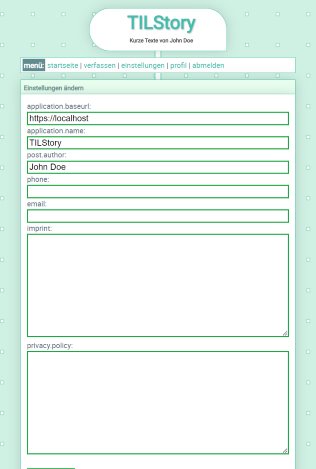 TILStory
Kurze Texte von John Doe
menü: startseite | verfassen | einstellungen | profil | abmelden
Einstellungen ändern
application.baseurl:
https://localhost
application.name:
TILStory
post.author:
John Doe
phone:
email:
imprint:
privacy.policy: